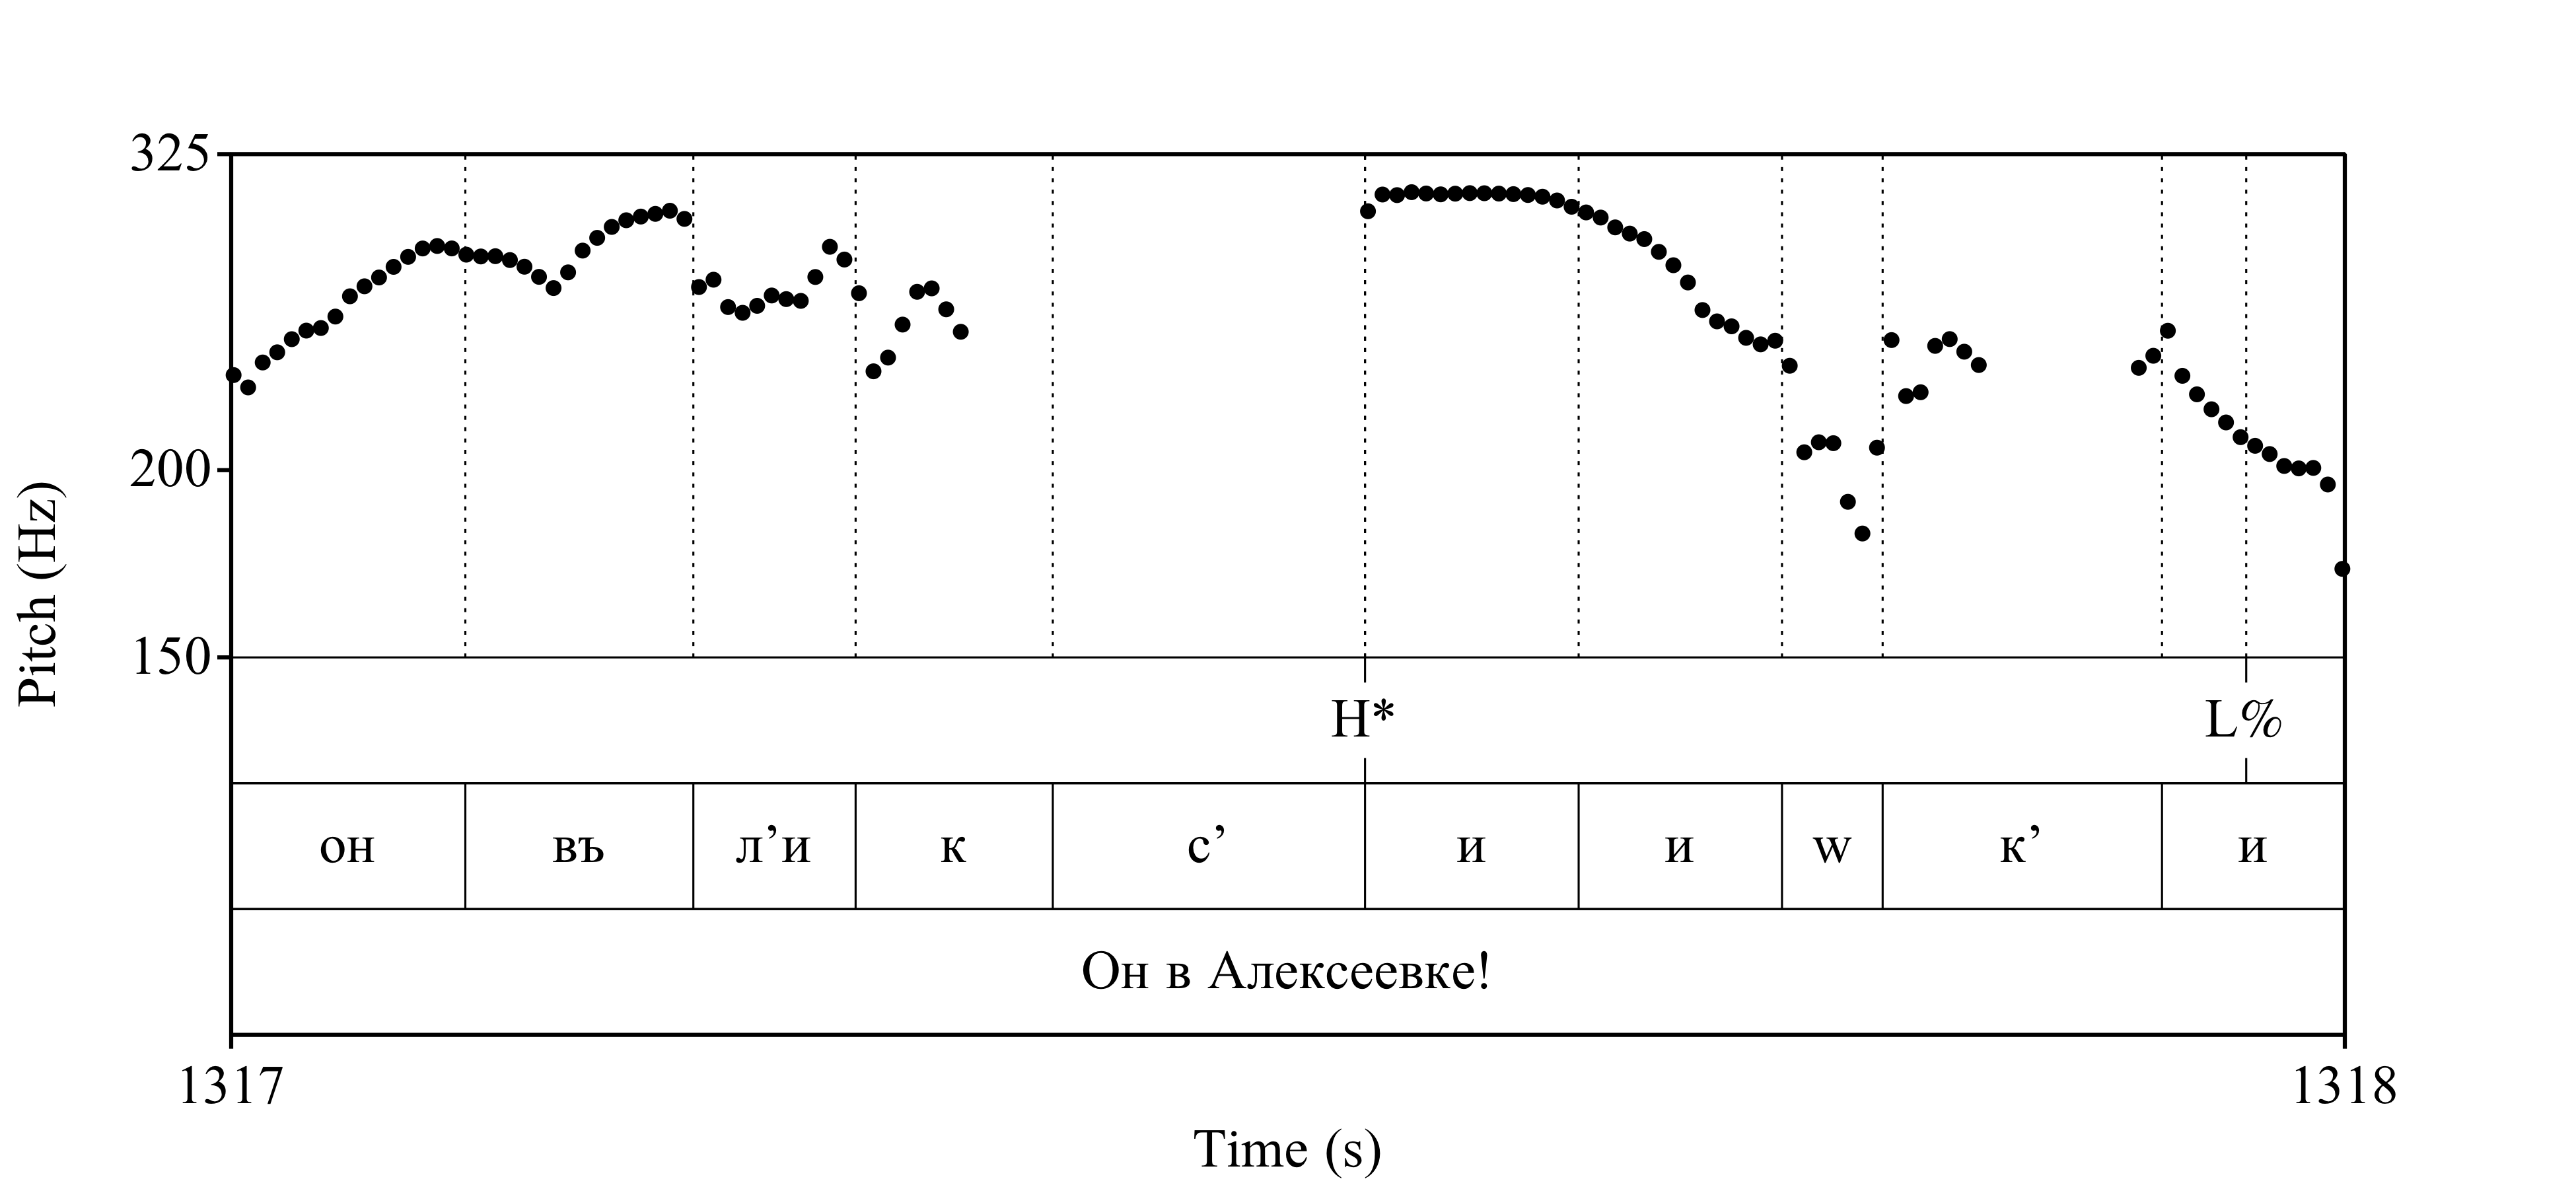 325
200
150
Pitch (Hz)
H* L%
он въ л’и к с’ и и w к’ и
Он в Алексеевке!
1317 1318
Time (s)